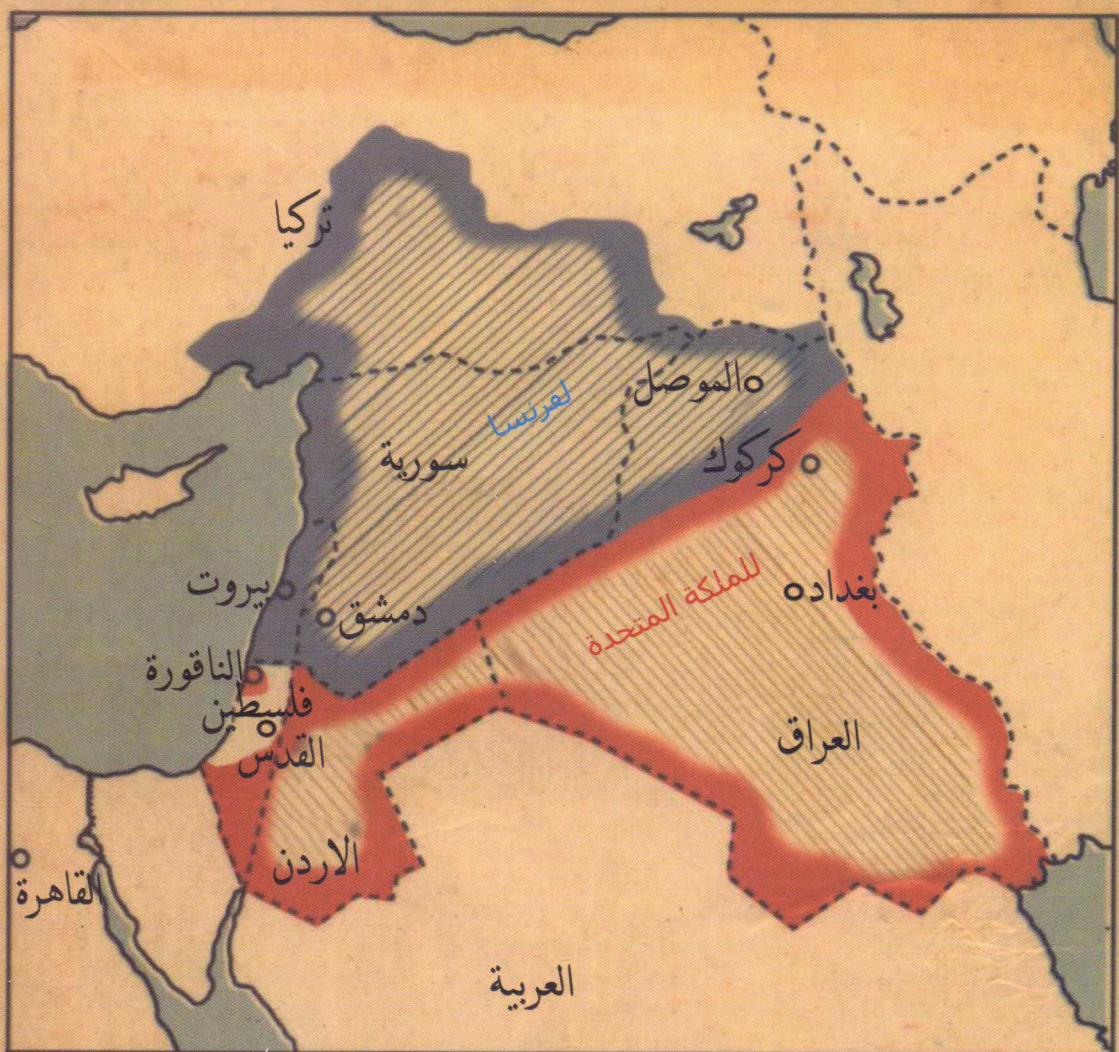 تركيا
الموصل
لفرنسا
سورية
كركوك
للملكة المتحدة
بيروت
دمشق
بغداد
الناقورة
فلسطين
القدس
العراق
الاردن
القاهرة
العربية